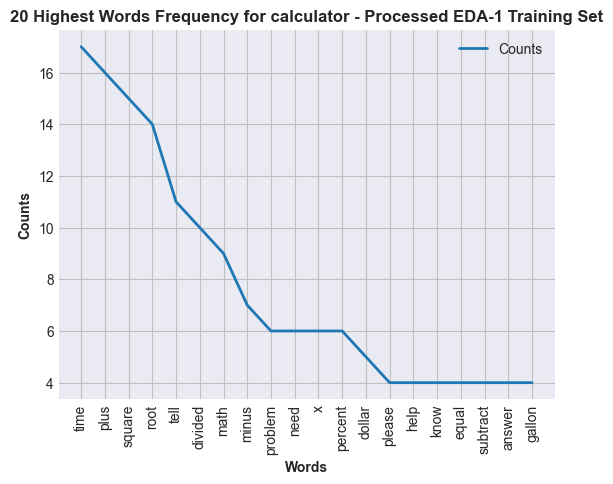 20 Highest Words Frequency for calculator - Processed EDA-1 Training Set
Counts
16
14
12
10
8
6
4
Counts
time
plus
square
root
tell
divided
math
minus
problem
need
x
percent
dollar
please
help
know
equal
subtract
answer
gallon
Words